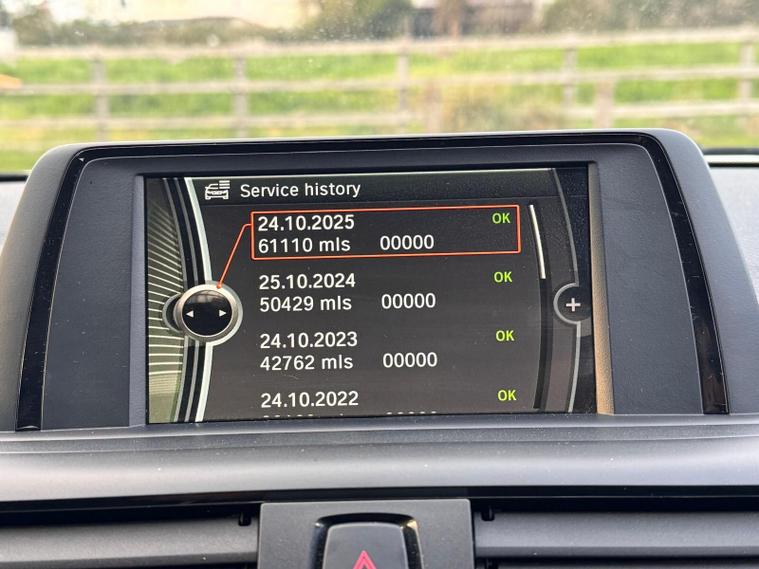 Service history
24.10.2025 OK
61110 mls 00000
25.10.2024 OK
50429 mls 00000
24.10.2023 OK
42762 mls 00000
24.10.2022 OK